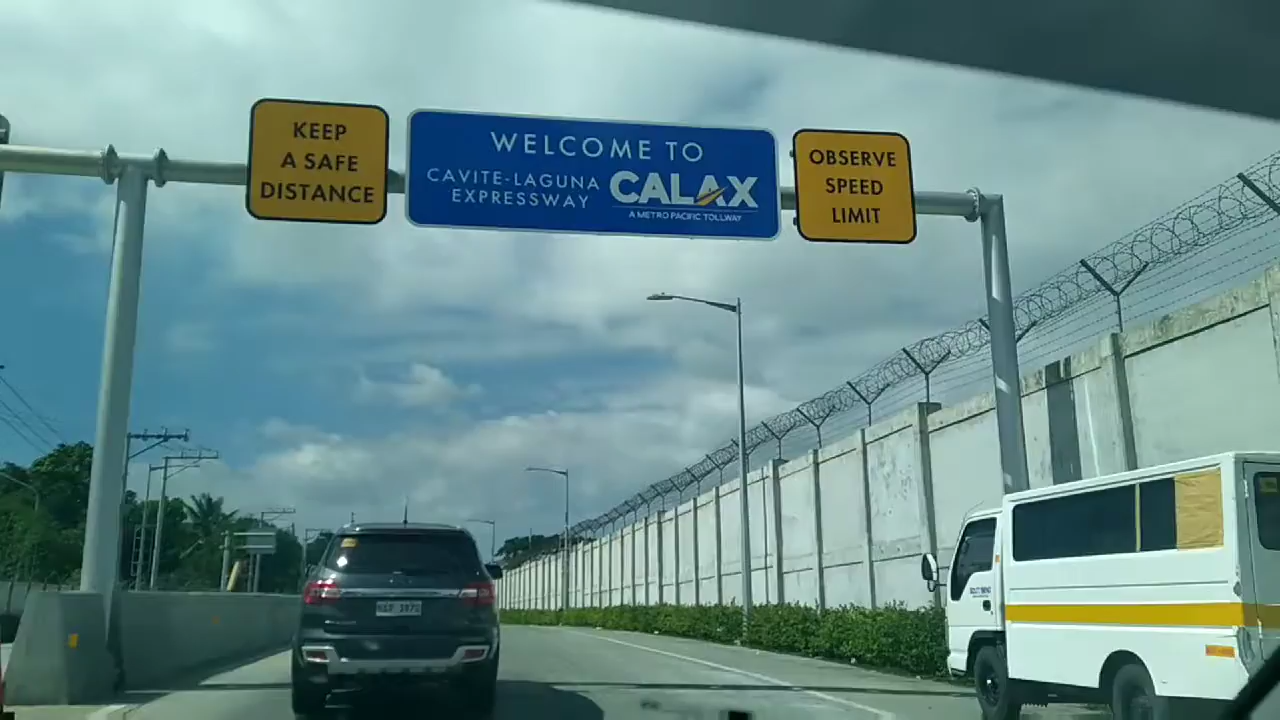 KEEP
A SAFE
DISTANCE
WELCOME TO
CAVITE-LAGUNA
EXPRESSWAY
CALAX
A METRO PACIFIC TOLLWAY
OBSERVE
SPEED
LIMIT